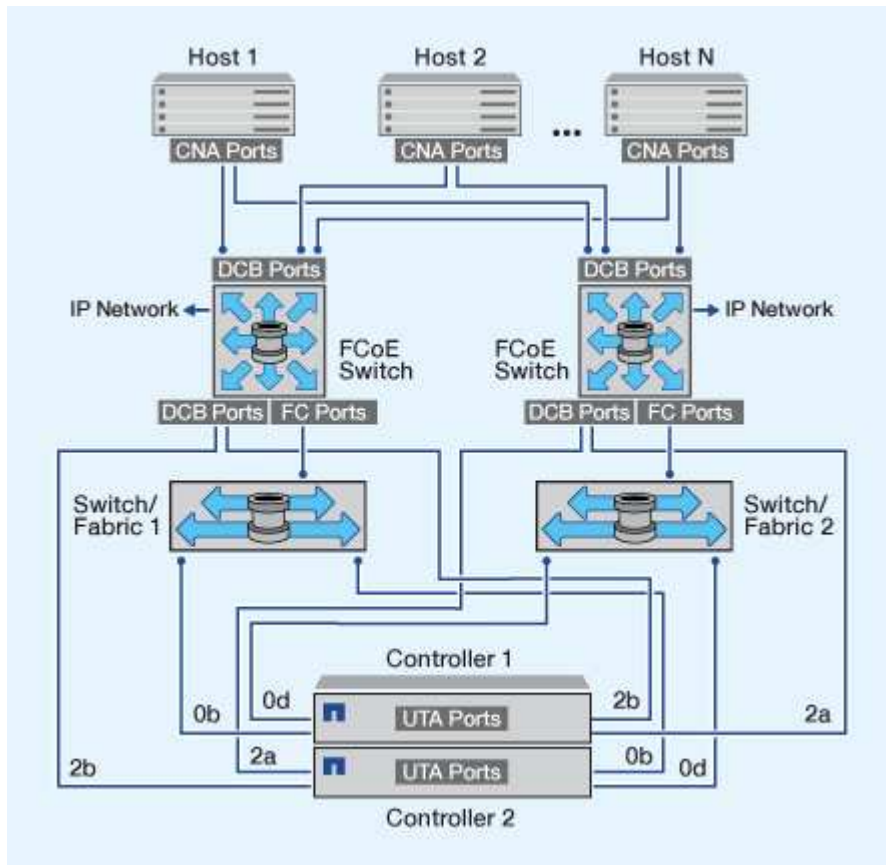 Host 1
Host 2
Host N
...
CNA Ports
CNA Ports
CNA Ports
DCB Ports
DCB Ports
IP Network
IP Network
FCoE
Switch
FCoE
Switch
DCB Ports
FC Ports
DCB Ports
FC Ports
Switch/
Fabric 1
Switch/
Fabric 2
Controller 1
0d
2b
0b
UTA Ports
2a
2a
0b
2b
UTA Ports
0d
Controller 2